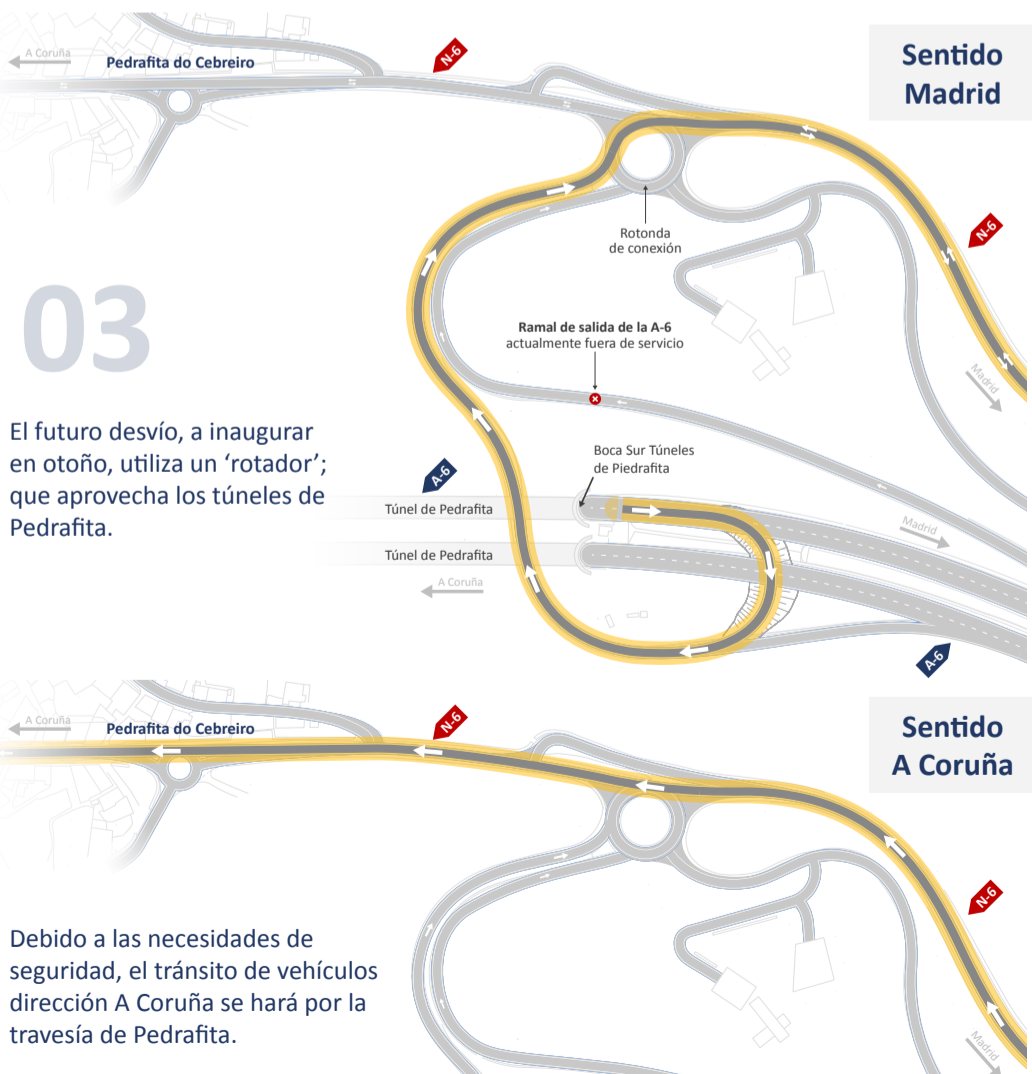 A Coruña
Pedrafita do Cebreiro
N-6
Sentido
Madrid
Rotonda
de conexión
N-6
03
Ramal de salida de la A-6
actualmente fuera de servicio
Madrid
El futuro desvío, a inaugurar
en otoño, utiliza un ‘rotador’;
que aprovecha los túneles de
Pedrafita.
Boca Sur Túneles
de Piedrafita
A-6
Túnel de Pedrafita
Madrid
Túnel de Pedrafita
A Coruña
A-6
A Coruña
Pedrafita do Cebreiro
N-6
Sentido
A Coruña
N-6
Debido a las necesidades de
seguridad, el tránsito de vehículos
dirección A Coruña se hará por la
travesía de Pedrafita.
Madrid